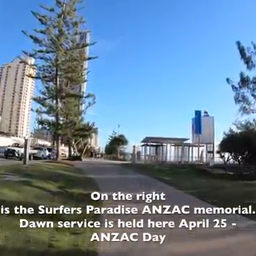 On the right
is the Surfers Paradise ANZAC memorial.
Dawn service is held here April 25 -
ANZAC Day